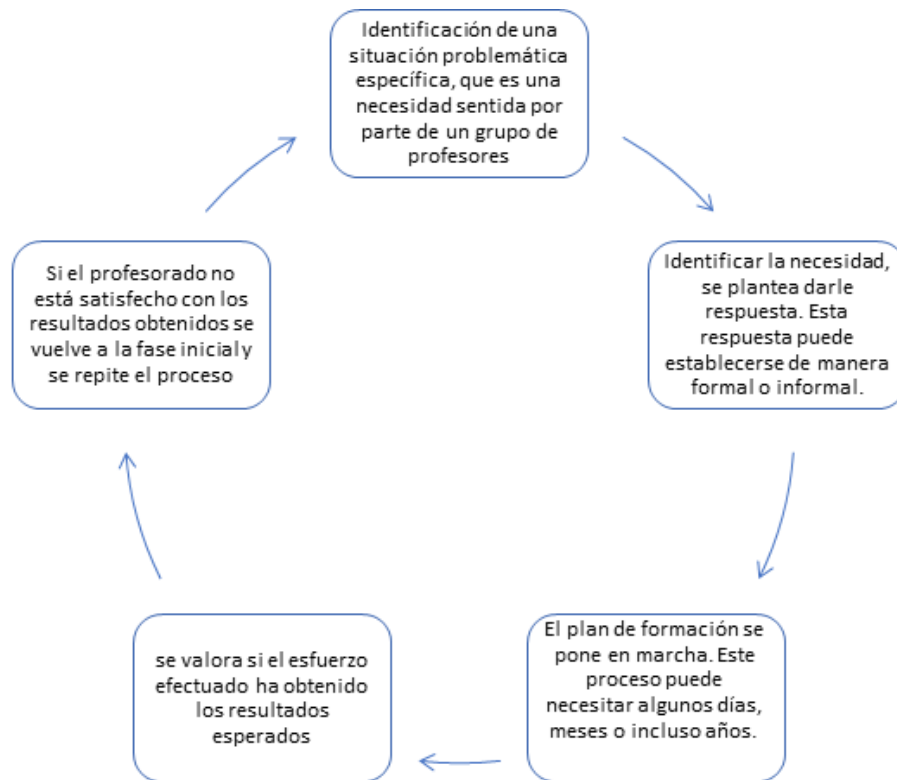 Identificación de una
situación problemática
específica, que es una
necesidad sentida por
parte de un grupo de
profesores
Identificar la necesidad,
se plantea darle
respuesta. Esta
respuesta puede
establecerse de manera
formal o informal.
El plan de formación se
pone en marcha. Este
proceso puede
necesitar algunos días,
meses o incluso años.
se valora si el esfuerzo
efectuado ha obtenido
los resultados
esperados
Si el profesorado no
está satisfecho con los
resultados obtenidos se
vuelve a la fase inicial y
se repite el proceso